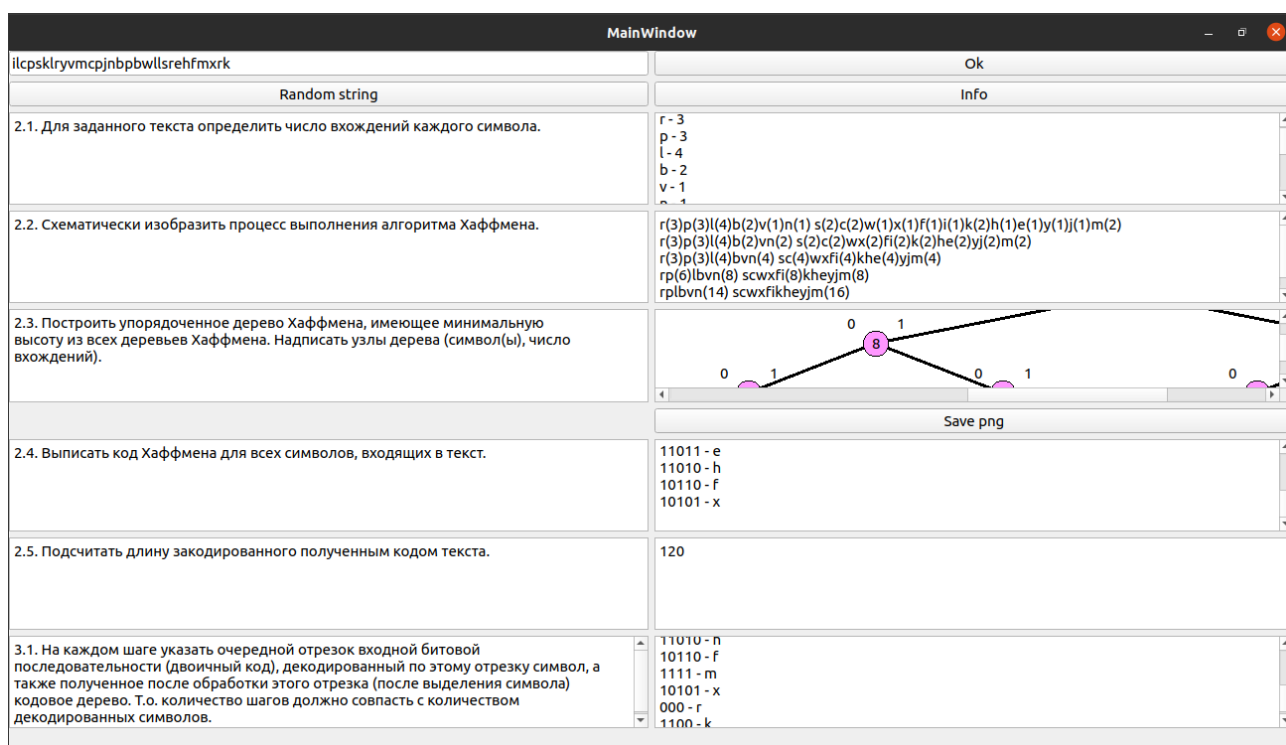 MainWindow
ilcpsklryvmcpjnbpbwllsrehfmxrk
Ok
Random string
Info
2.1. Для заданного текста определить число вхождений каждого символа.
r - 3
p - 3
l - 4
b - 2
v - 1
n - 1
2.2. Схематически изобразить процесс выполнения алгоритма Хаффмена.
r(3)p(3)l(4)b(2)v(1)n(1) s(2)c(2)w(1)x(1)f(1)i(1)k(2)h(1)e(1)y(1)j(1)m(2)
r(3)p(3)l(4)b(2)vn(2) s(2)c(2)wx(2)fi(2)k(2)he(2)yj(2)m(2)
r(3)p(3)l(4)bvn(4) sc(4)wxfi(4)khe(4)yjm(4)
rp(6)lbvn(8) scwxfi(8)kheyjm(8)
rplbvn(14) scwxfikheyjm(16)
2.3. Построить упорядоченное дерево Хаффмена, имеющее минимальную
высоту из всех деревьев Хаффмена. Надписать узлы дерева (символ(ы), число
вхождений).
0 1
8
0 1 0 1 0
Save png
2.4. Выписать код Хаффмена для всех символов, входящих в текст.
11011 - e
11010 - h
10110 - f
10101 - x
2.5. Подсчитать длину закодированного полученным кодом текста.
120
3.1. На каждом шаге указать очередной отрезок входной битовой
последовательности (двоичный код), декодированный по этому отрезку символ, а
также полученное после обработки этого отрезка (после выделения символа)
кодовое дерево. Т.о. количество шагов должно совпасть с количеством
декодированных символов.
11010 - h
10110 - f
1111 - m
10101 - x
000 - r
1100 - k